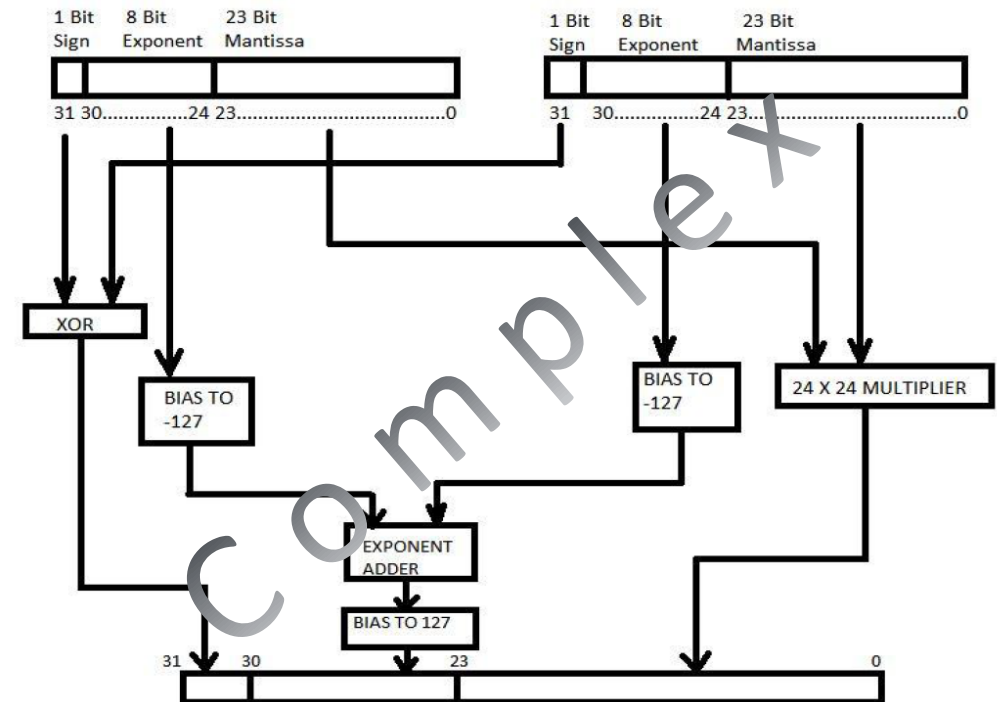 1 Bit 8 Bit 23 Bit
Sign Exponent Mantissa
1 Bit 8 Bit 23 Bit
Sign Exponent Mantissa
31 30..............24 23.......................................0
31 30..............24 23.......................................0
XOR
BIAS TO
-127
BIAS TO
-127
24 X 24 MULTIPLIER
EXPONENT
ADDER
BIAS TO 127
31 30 23 0
Complex